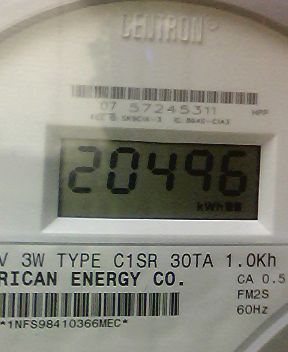 CENTRON®
07 57245311 HPF
20496
kWh
V 3W TYPE C1SR 30TA 1.0Kh
RICAN ENERGY CO. CA 0.5
FM2S
*1NFS98410366MEC* 60Hz